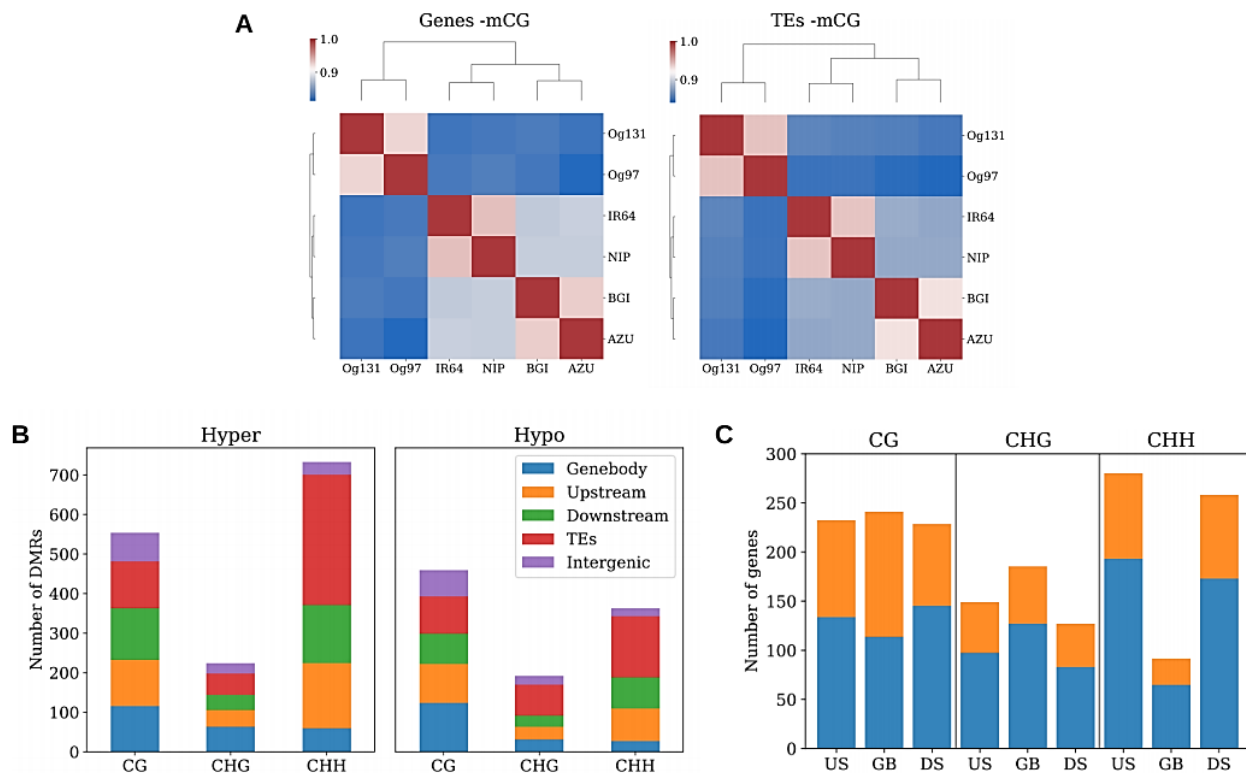 A
Genes -mCG
1.0
0.9
Og131
Og97
IR64
NIP
BGI
AZU
Og131 Og97 IR64 NIP BGI AZU
TEs -mCG
1.0
0.9
Og131
Og97
IR64
NIP
BGI
AZU
Og131 Og97 IR64 NIP BGI AZU
B
Hyper
Number of DMRs
700
600
500
400
300
200
100
0
CG CHG CHH
Hypo
Genebody
Upstream
Downstream
TEs
Intergenic
CG CHG CHH
C
CG CHG CHH
Number of genes
300
250
200
150
100
50
0
US GB DS US GB DS US GB DS